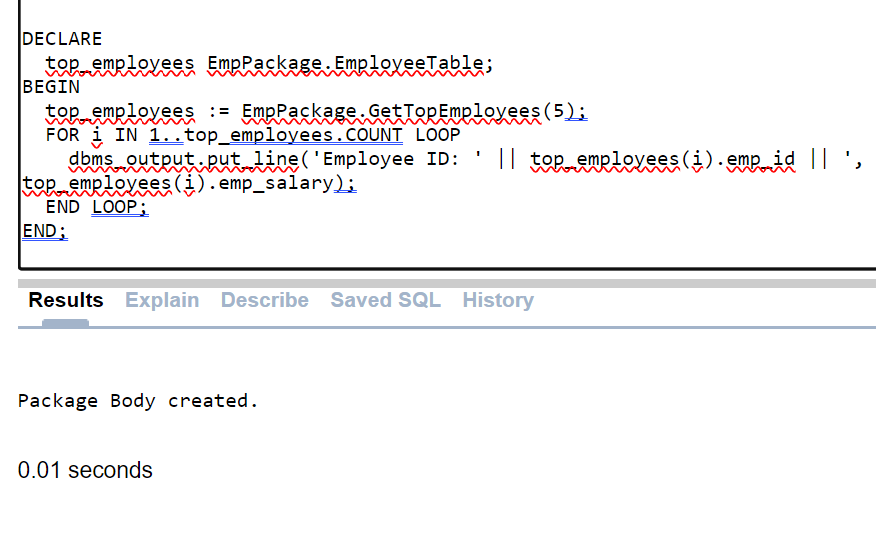 DECLARE
top_employees EmpPackage.EmployeeTable;
BEGIN
top_employees := EmpPackage.GetTopEmployees(5);
FOR i IN 1..top_employees.COUNT LOOP
dbms_output.put_line('Employee ID: ' || top_employees(i).emp_id || ',
top_employees(i).emp_salary);
END LOOP;
END;
Results Explain Describe Saved SQL History
Package Body created.
0.01 seconds